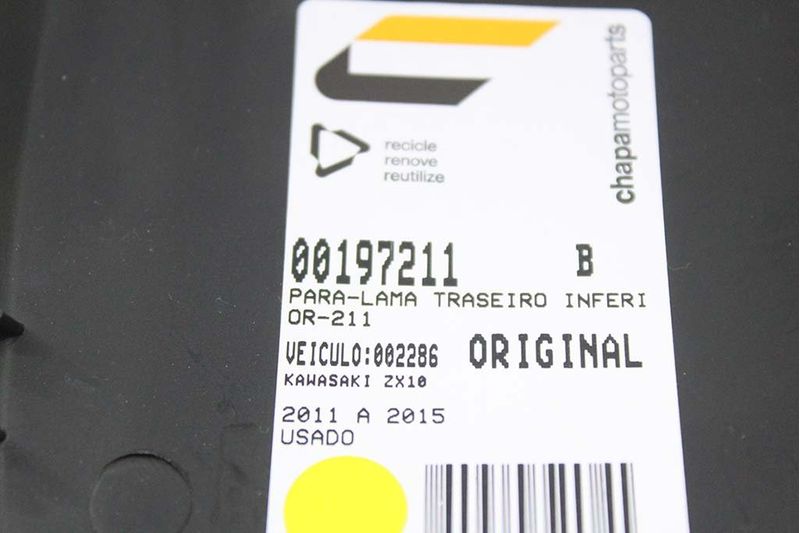 chapamotoparts
recicle
renove
reutilize
00197211 B
PARA-LAMA TRASEIRO INFERI
OR-211
VEICULO:002286 ORIGINAL
KAWASAKI ZX10
2011 A 2015
USADO